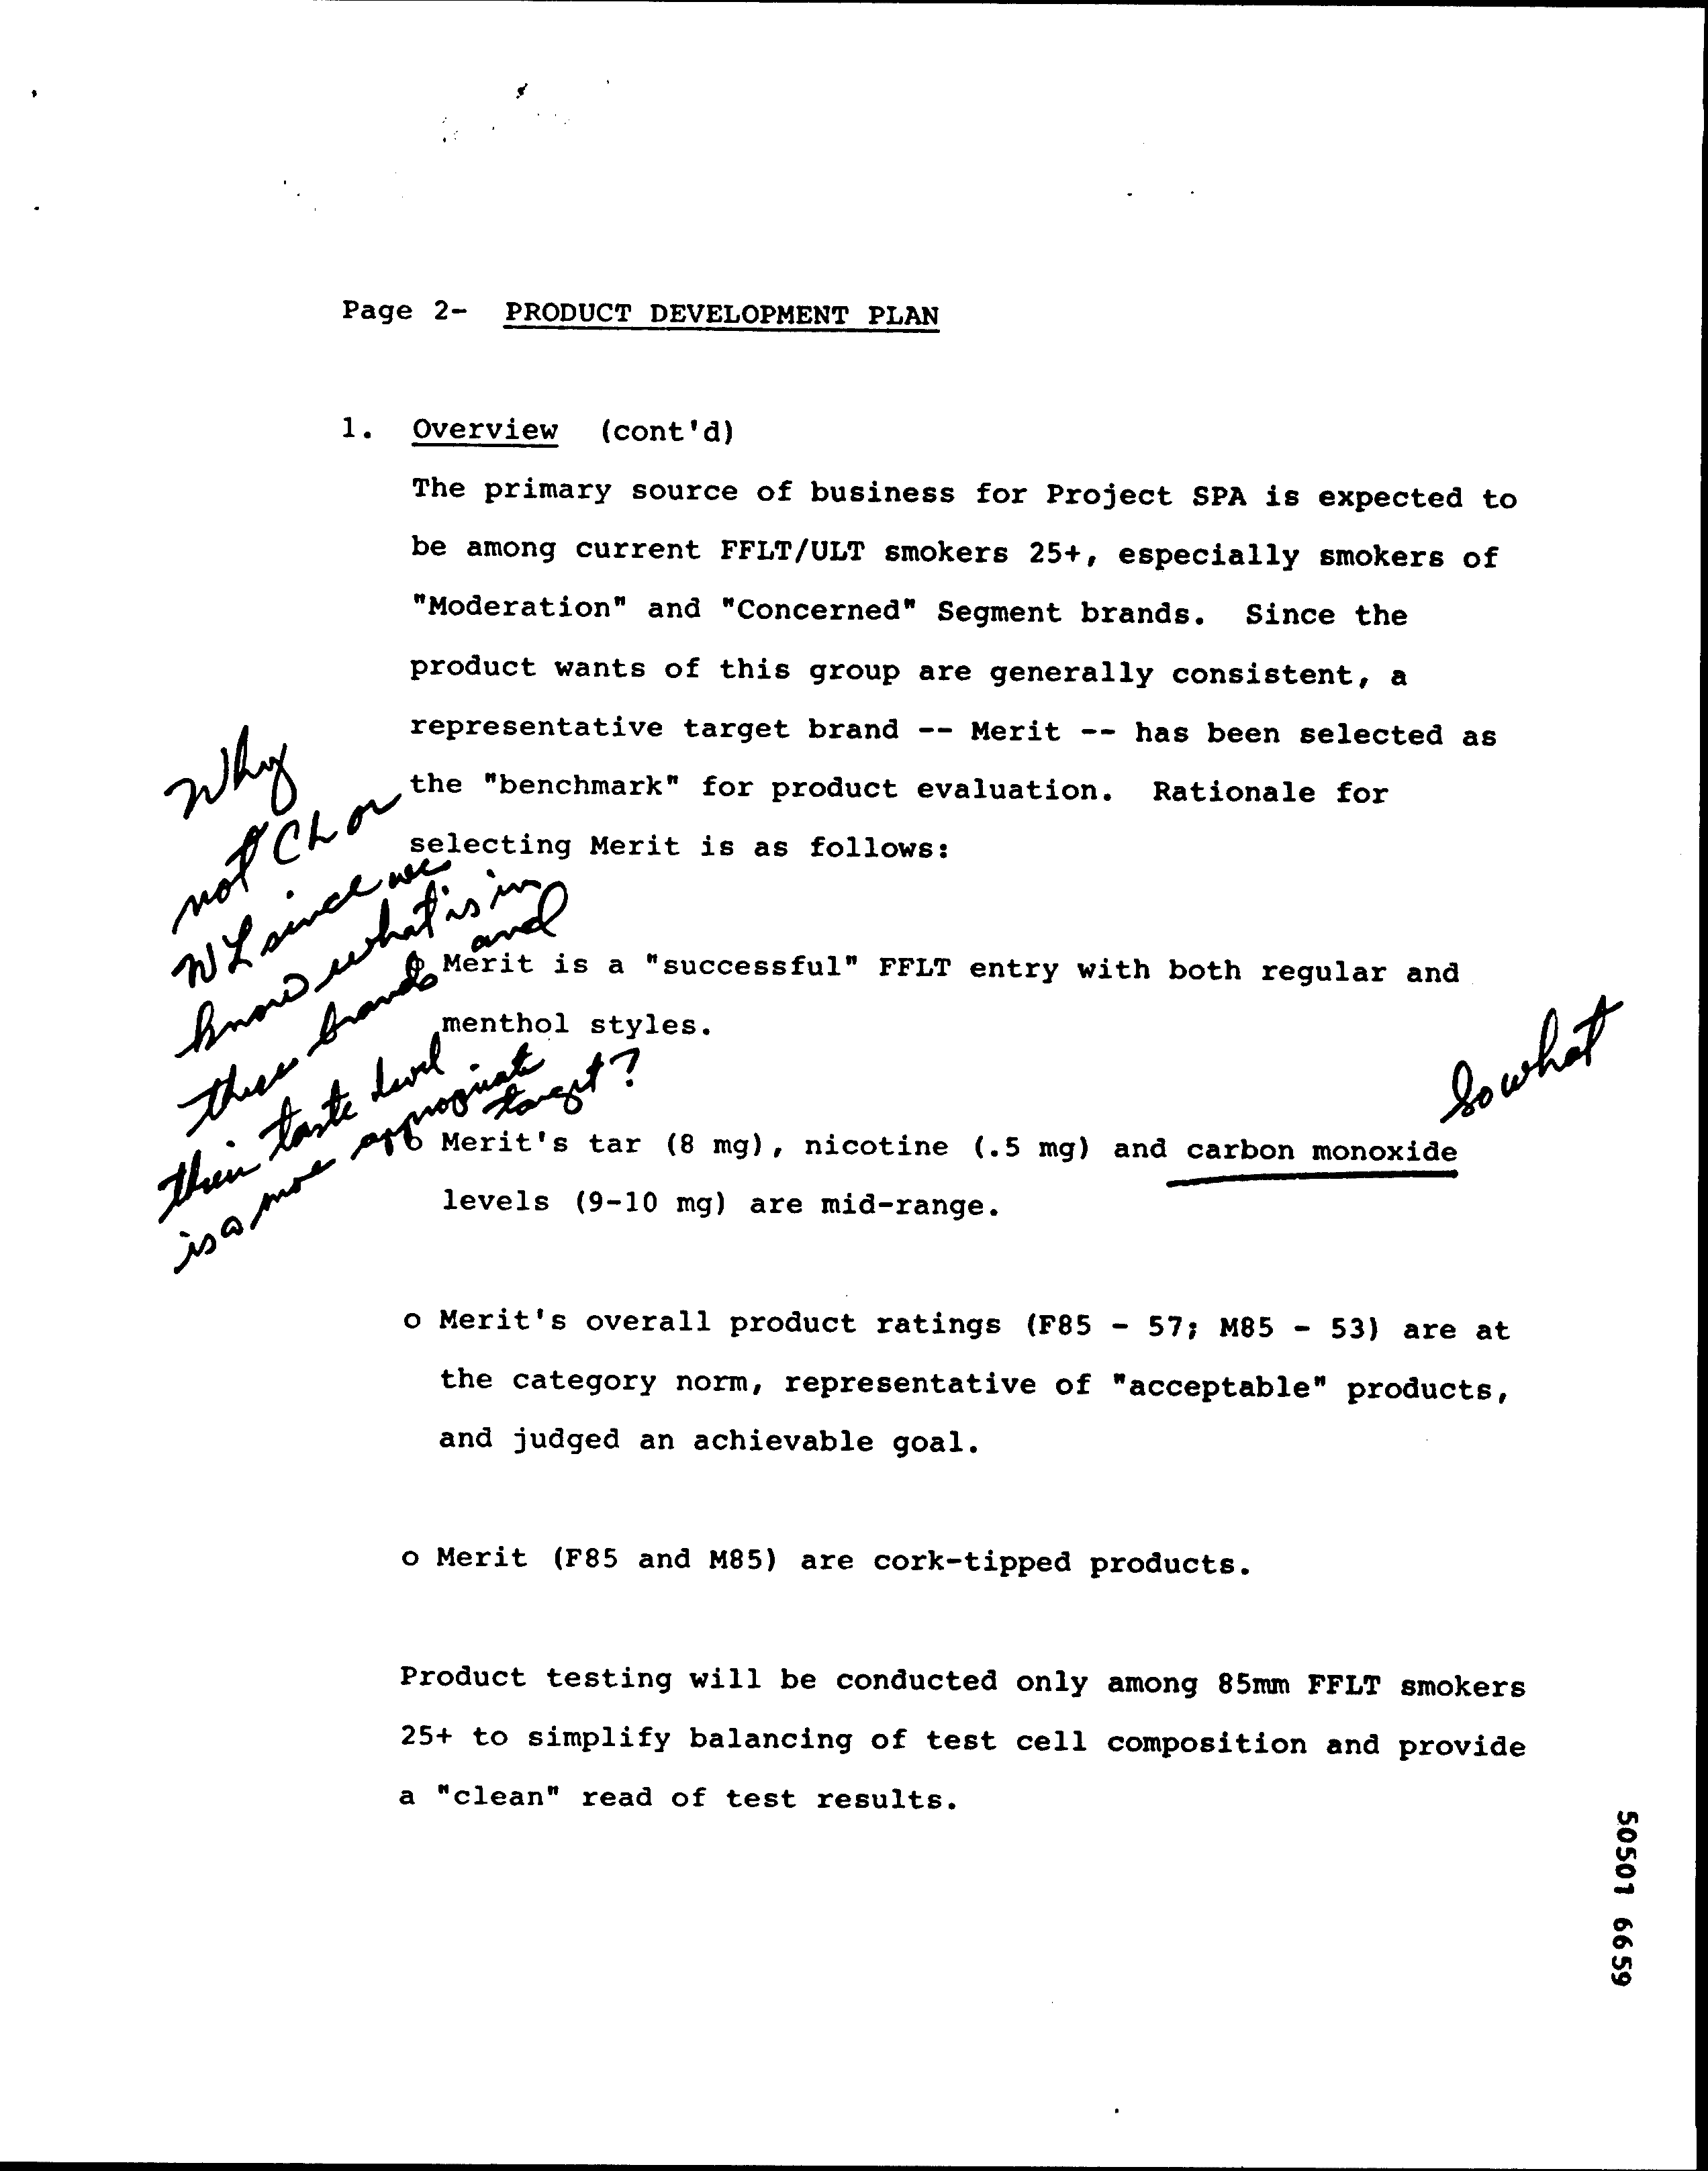 Page 2- PRODUCT DEVELOPMENT PLAN
1. Overview (cont'd)
The primary source of business for Project SPA is expected to
be among current FFLT/ULT smokers 25+, especially smokers of
"Moderation" and "Concerned" Segment brands. Since the
product wants of this group are generally consistent, a
representative target brand -- Merit -- has been selected as
the "benchmark" for product evaluation. Rationale for
selecting Merit is as follows:
Why
not CL or
WL since we
know what is in
these brands and
their taste level
is a more appropriate
target?
o Merit is a "successful" FFLT entry with both regular and
menthol styles.
So what
o Merit's tar (8 mg), nicotine (.5 mg) and carbon monoxide
levels (9-10 mg) are mid-range.
o Merit's overall product ratings (F85 - 57; M85 - 53) are at
the category norm, representative of "acceptable" products,
and judged an achievable goal.
o Merit (F85 and M85) are cork-tipped products.
Product testing will be conducted only among 85mm FFLT smokers
25+ to simplify balancing of test cell composition and provide
a "clean" read of test results.
50501 6659